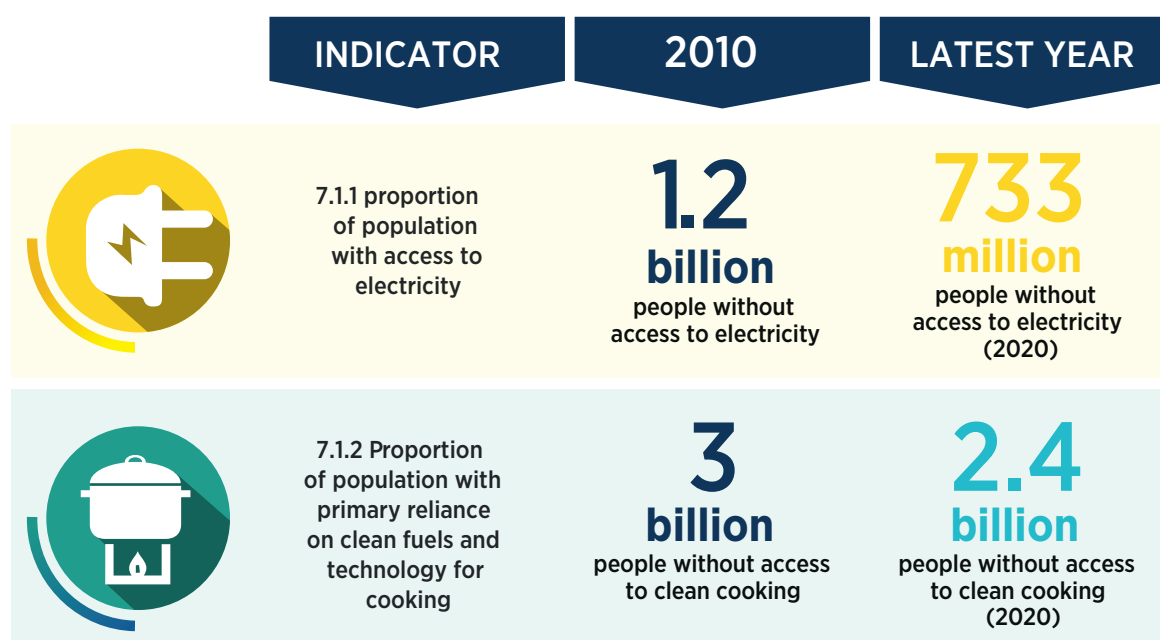 INDICATOR
2010
LATEST YEAR
7.1.1 proportion
of population
with access to
electricity
1.2
billion
people without
access to electricity
733
million
people without
access to electricity
(2020)
7.1.2 Proportion
of population with
primary reliance
on clean fuels and
technology for
cooking
3
billion
people without access
to clean cooking
2.4
billion
people without access
to clean cooking
(2020)